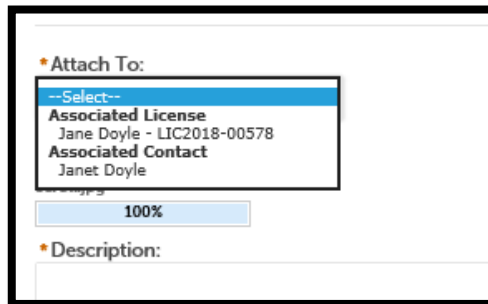 *Attach To:
--Select--
Associated License
Jane Doyle - LIC2018-00578
Associated Contact
Janet Doyle
100%
*Description: